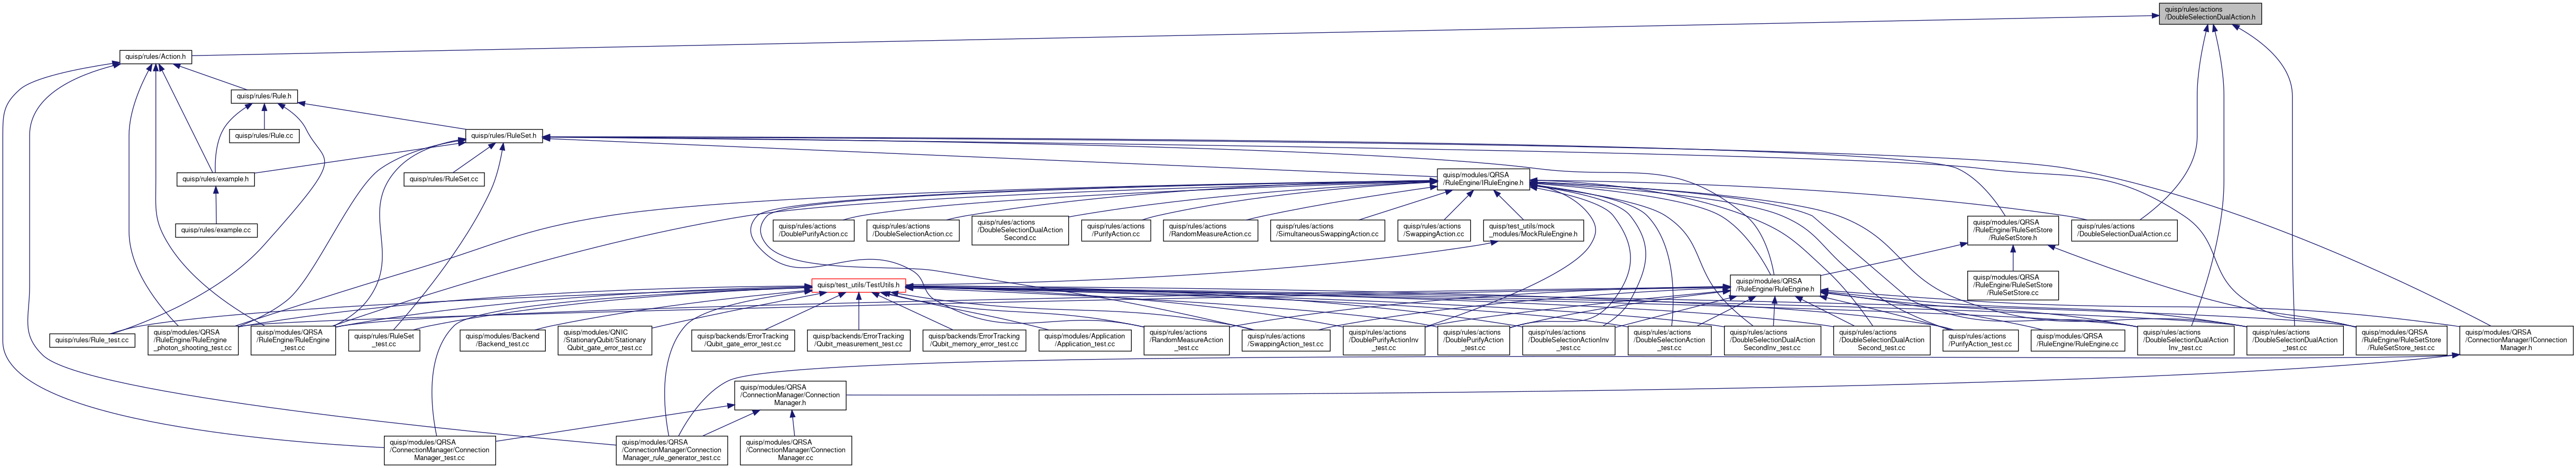 quisp/rules/actions
/DoubleSelectionDualAction.h
quisp/rules/Action.h
quisp/rules/Rule.h
quisp/rules/Rule.cc
quisp/rules/RuleSet.h
quisp/rules/example.h
quisp/rules/RuleSet.cc
quisp/modules/QRSA
/RuleEngine/IRuleEngine.h
quisp/rules/example.cc
quisp/rules/actions
/DoublePurifyAction.cc
quisp/rules/actions
/DoubleSelectionAction.cc
quisp/rules/actions
/DoubleSelectionDualAction
Second.cc
quisp/rules/actions
/PurifyAction.cc
quisp/rules/actions
/RandomMeasureAction.cc
quisp/rules/actions
/SimultaneousSwappingAction.cc
quisp/rules/actions
/SwappingAction.cc
quisp/test_utils/mock
_modules/MockRuleEngine.h
quisp/modules/QRSA
/RuleEngine/RuleSetStore
/RuleSetStore.h
quisp/rules/actions
/DoubleSelectionDualAction.cc
quisp/test_utils/TestUtils.h
quisp/modules/QRSA
/RuleEngine/RuleEngine.h
quisp/modules/QRSA
/RuleEngine/RuleSetStore
/RuleSetStore.cc
quisp/rules/Rule_test.cc
quisp/modules/QRSA
/RuleEngine/RuleEngine
_photon_shooting_test.cc
quisp/modules/QRSA
/RuleEngine/RuleEngine
_test.cc
quisp/rules/RuleSet
_test.cc
quisp/modules/Backend
/Backend_test.cc
quisp/modules/QNIC
/StationaryQubit/Stationary
Qubit_gate_error_test.cc
quisp/backends/ErrorTracking
/Qubit_gate_error_test.cc
quisp/backends/ErrorTracking
/Qubit_measurement_test.cc
quisp/backends/ErrorTracking
/Qubit_memory_error_test.cc
quisp/modules/Application
/Application_test.cc
quisp/rules/actions
/RandomMeasureAction
_test.cc
quisp/rules/actions
/SwappingAction_test.cc
quisp/rules/actions
/DoublePurifyActionInv
_test.cc
quisp/rules/actions
/DoublePurifyAction
_test.cc
quisp/rules/actions
/DoubleSelectionActionInv
_test.cc
quisp/rules/actions
/DoubleSelectionAction
_test.cc
quisp/rules/actions
/DoubleSelectionDualAction
SecondInv_test.cc
quisp/rules/actions
/DoubleSelectionDualAction
Second_test.cc
quisp/rules/actions
/PurifyAction_test.cc
quisp/modules/QRSA
/RuleEngine/RuleEngine.cc
quisp/rules/actions
/DoubleSelectionDualAction
Inv_test.cc
quisp/rules/actions
/DoubleSelectionDualAction
_test.cc
quisp/modules/QRSA
/RuleEngine/RuleSetStore
/RuleSetStore_test.cc
quisp/modules/QRSA
/ConnectionManager/IConnection
Manager.h
quisp/modules/QRSA
/ConnectionManager/Connection
Manager.h
quisp/modules/QRSA
/ConnectionManager/Connection
Manager_test.cc
quisp/modules/QRSA
/ConnectionManager/Connection
Manager_rule_generator_test.cc
quisp/modules/QRSA
/ConnectionManager/Connection
Manager.cc